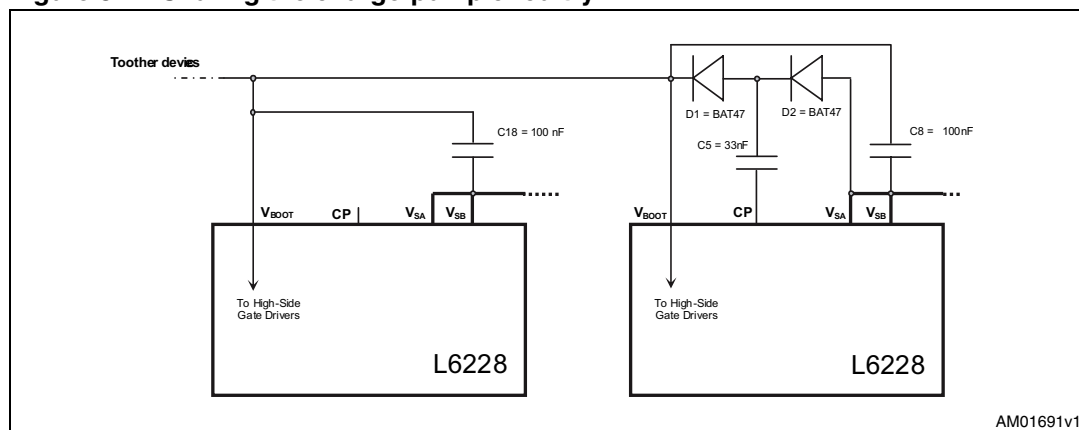 Toother devies
D1 = BAT47
D2 = BAT47
C18 = 100 nF
C5 = 33nF
C8 = 100nF
VBOOT
CP
VSA
VSB
VBOOT
CP
VSA
VSB
To High-Side
Gate Drivers
To High-Side
Gate Drivers
L6228
L6228
AM01691v1